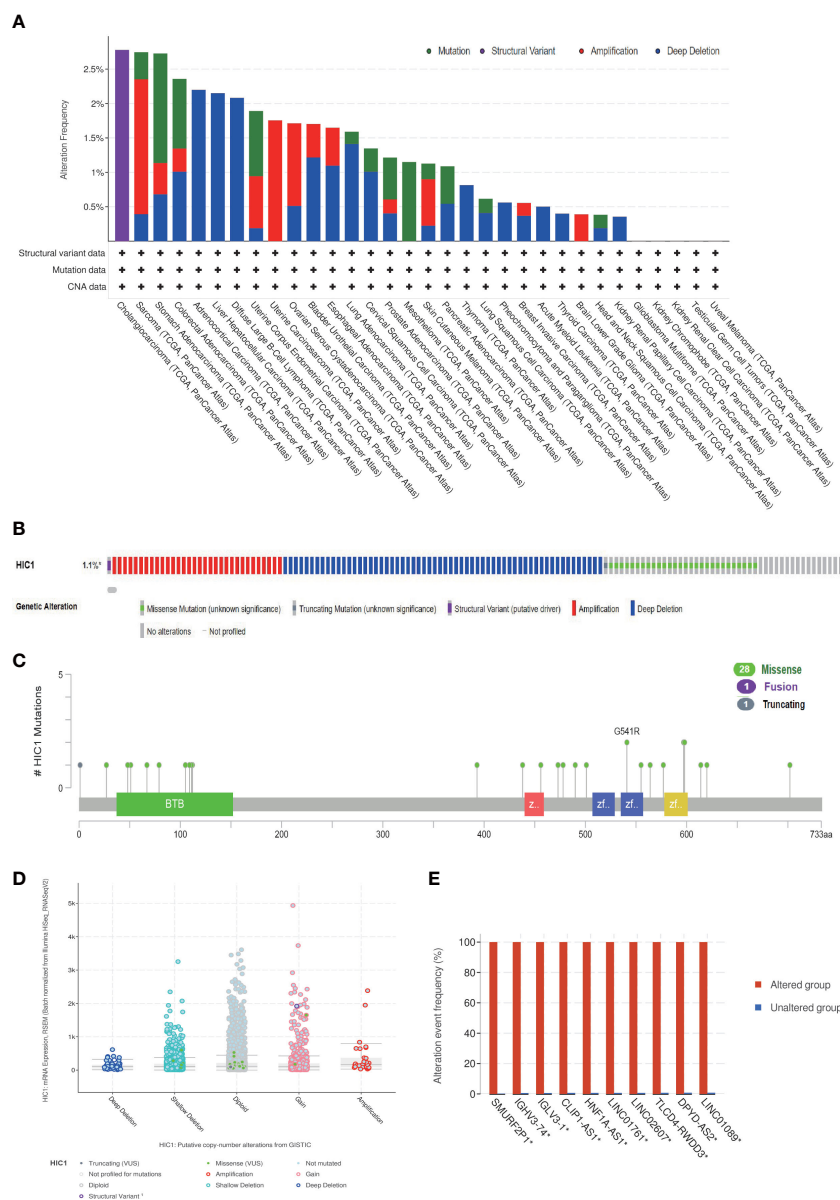 A
Mutation
Structural Variant
Amplification
Deep Deletion
Alteration Frequency
2.5%
2%
1.5%
1%
0.5%
Structural variant data
Mutation data
CNA data
Cholangiocarcinoma (TCGA, PanCancer Atlas)
Sarcoma (TCGA, PanCancer Atlas)
Stomach Adenocarcinoma (TCGA, PanCancer Atlas)
Colorectal Adenocarcinoma (TCGA, PanCancer Atlas)
Adrenocortical Carcinoma (TCGA, PanCancer Atlas)
Liver Hepatocellular Carcinoma (TCGA, PanCancer Atlas)
Diffuse Large B-Cell Lymphoma (TCGA, PanCancer Atlas)
Uterine Corpus Endometrial Carcinoma (TCGA, PanCancer Atlas)
Uterine Carcinosarcoma (TCGA, PanCancer Atlas)
Ovarian Serous Cystadenocarcinoma (TCGA, PanCancer Atlas)
Bladder Urothelial Carcinoma (TCGA, PanCancer Atlas)
Esophageal Adenocarcinoma (TCGA, PanCancer Atlas)
Lung Adenocarcinoma (TCGA, PanCancer Atlas)
Cervical Squamous Cell Carcinoma (TCGA, PanCancer Atlas)
Prostate Adenocarcinoma (TCGA, PanCancer Atlas)
Mesothelioma (TCGA, PanCancer Atlas)
Skin Cutaneous Melanoma (TCGA, PanCancer Atlas)
Pancreatic Adenocarcinoma (TCGA, PanCancer Atlas)
Thymoma (TCGA, PanCancer Atlas)
Lung Squamous Cell Carcinoma (TCGA, PanCancer Atlas)
Pheochromocytoma and Paraganglioma (TCGA, PanCancer Atlas)
Breast Invasive Carcinoma (TCGA, PanCancer Atlas)
Acute Myeloid Leukemia (TCGA, PanCancer Atlas)
Thyroid Carcinoma (TCGA, PanCancer Atlas)
Brain Lower Grade Glioma (TCGA, PanCancer Atlas)
Head and Neck Squamous Cell Carcinoma (TCGA, PanCancer Atlas)
Kidney Renal Papillary Cell Carcinoma (TCGA, PanCancer Atlas)
Glioblastoma Multiforme (TCGA, PanCancer Atlas)
Kidney Chromophobe (TCGA, PanCancer Atlas)
Kidney Renal Clear Cell Carcinoma (TCGA, PanCancer Atlas)
Testicular Germ Cell Tumors (TCGA, PanCancer Atlas)
Uveal Melanoma (TCGA, PanCancer Atlas)
B
HIC1 1.1%
Genetic Alteration
Missense Mutation (unknown significance)
Truncating Mutation (unknown significance)
Structural Variant (putative driver)
Amplification
Deep Deletion
No alterations
Not profiled
C
# HIC1 Mutations
5
0
28 Missense
1 Fusion
1 Truncating
G541R
BTB
z..
zf..
zf..
zf..
0 100 200 300 400 500 600 733aa
D
HIC1: mRNA Expression, RSEM (Batch normalized from Illumina HiSeq_RNASeqV2)
5k
4k
3k
2k
1k
0
Deep Deletion
Shallow Deletion
Diploid
Gain
Amplification
HIC1: Putative copy-number alterations from GISTIC
HIC1
Truncating (VUS)
Missense (VUS)
Not mutated
Not profiled for mutations
Amplification
Gain
Diploid
Shallow Deletion
Deep Deletion
Structural Variant ¹
E
Alteration event frequency (%)
100
80
60
40
20
0
Altered group
Unaltered group
SMURF2P1*
IGHV3-74*
IGLV3-1*
CLIP1-AS1*
HNF1A-AS1*
LINC01761*
LINC02607*
TLCD4-RWDD3*
DPYD-AS2*
LINC01089*